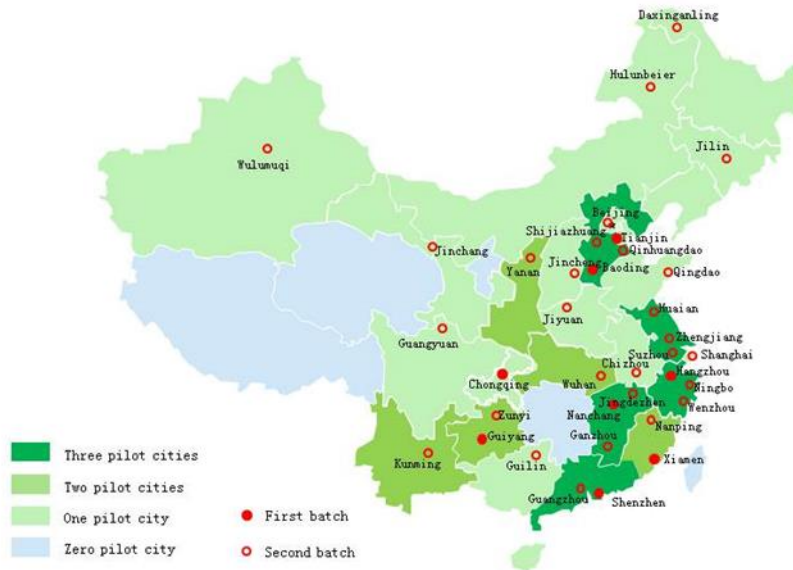 Daxinganling
Hulunbeier
Jilin
Wulumuqi
Beijing
Shijiazhuang
Tianjin
Qinhuangdao
Jinchang
Yanan
Jincheng
Baoding
Qingdao
Jiyuan
Huaian
Guangyuan
Zhengjiang
Suzhou
Shanghai
Chizhou
Hangzhou
Chongqing
Wuhan
Ningbo
Jingdezhen
Wenzhou
Nanchang
Zunyi
Nanping
Guiyang
Ganzhou
Kunming
Guilin
Xiamen
Guangzhou
Shenzhen
Three pilot cities
Two pilot cities
One pilot city
Zero pilot city
First batch
Second batch